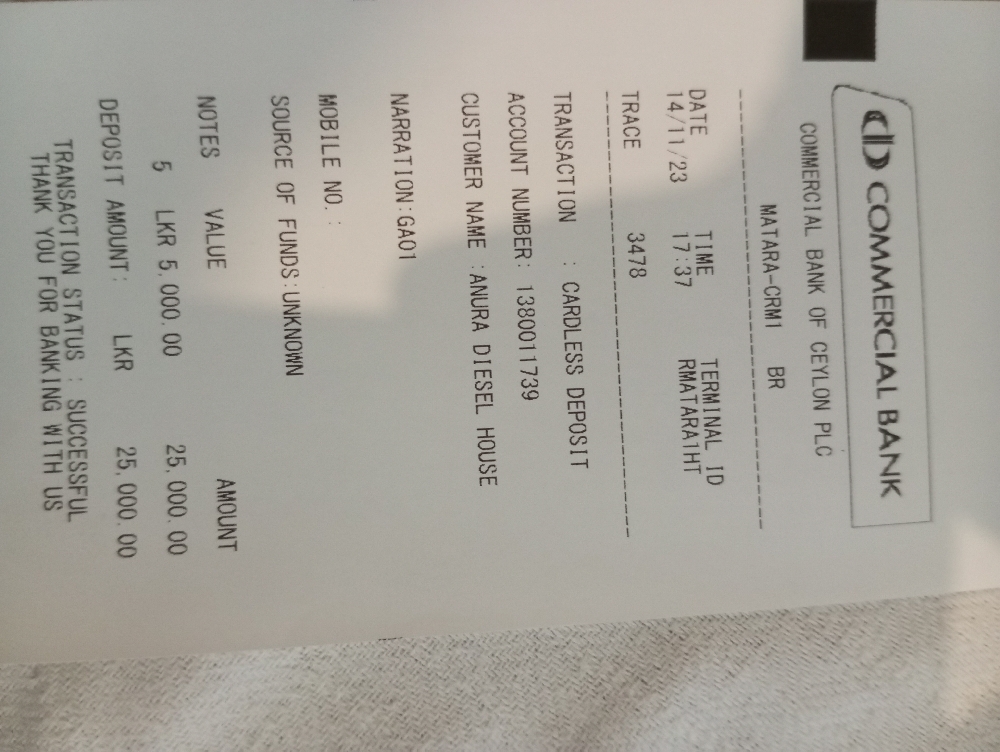 COMMERCIAL BANK
COMMERCIAL BANK OF CEYLON PLC
MATARA-CRM1 BR
DATE TIME TERMINAL ID
14/11/23 17:37 RMATARA1HT
TRACE 3478
TRANSACTION : CARDLESS DEPOSIT
ACCOUNT NUMBER: 1380011739
CUSTOMER NAME :ANURA DIESEL HOUSE
NARRATION:GA01
MOBILE NO.:
SOURCE OF FUNDS:UNKNOWN
NOTES VALUE AMOUNT
5 LKR 5,000.00 25,000.00
DEPOSIT AMOUNT: LKR 25,000.00
TRANSACTION STATUS : SUCCESSFUL
THANK YOU FOR BANKING WITH US